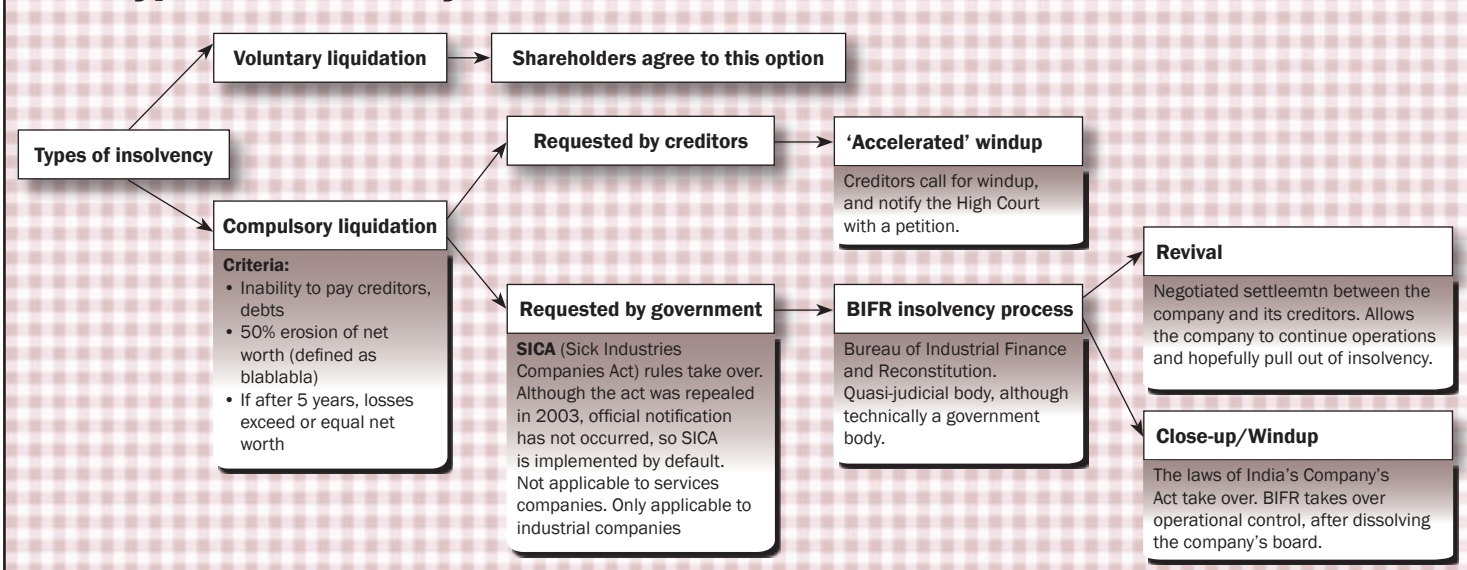 Voluntary liquidation
Shareholders agree to this option
Types of insolvency
Requested by creditors
‘Accelerated’ windup
Creditors call for windup,
and notify the High Court
with a petition.
Compulsory liquidation
Criteria:
• Inability to pay creditors,
debts
• 50% erosion of net
worth (defined as
blablabla)
• If after 5 years, losses
exceed or equal net
worth
Requested by government
SICA (Sick Industries
Companies Act) rules take over.
Although the act was repealed
in 2003, official notification
has not occurred, so SICA
is implemented by default.
Not applicable to services
companies. Only applicable to
industrial companies
BIFR insolvency process
Bureau of Industrial Finance
and Reconstitution.
Quasi-judicial body, although
technically a government
body.
Revival
Negotiated settleemtn between the
company and its creditors. Allows
the company to continue operations
and hopefully pull out of insolvency.
Close-up/Windup
The laws of India’s Company’s
Act take over. BIFR takes over
operational control, after dissolving
the company’s board.